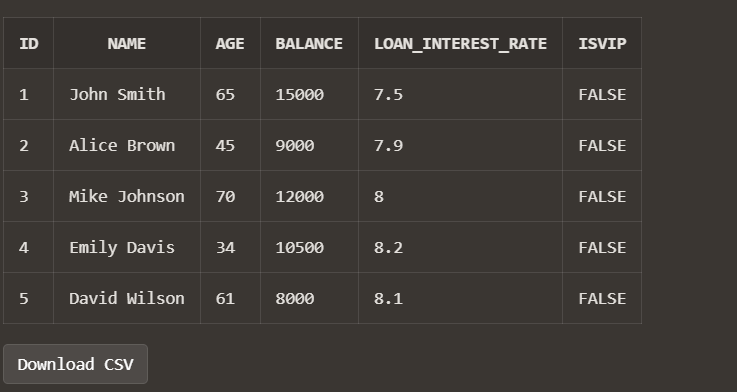 ID NAME AGE BALANCE LOAN_INTEREST_RATE ISVIP
1 John Smith 65 15000 7.5 FALSE
2 Alice Brown 45 9000 7.9 FALSE
3 Mike Johnson 70 12000 8 FALSE
4 Emily Davis 34 10500 8.2 FALSE
5 David Wilson 61 8000 8.1 FALSE
Download CSV